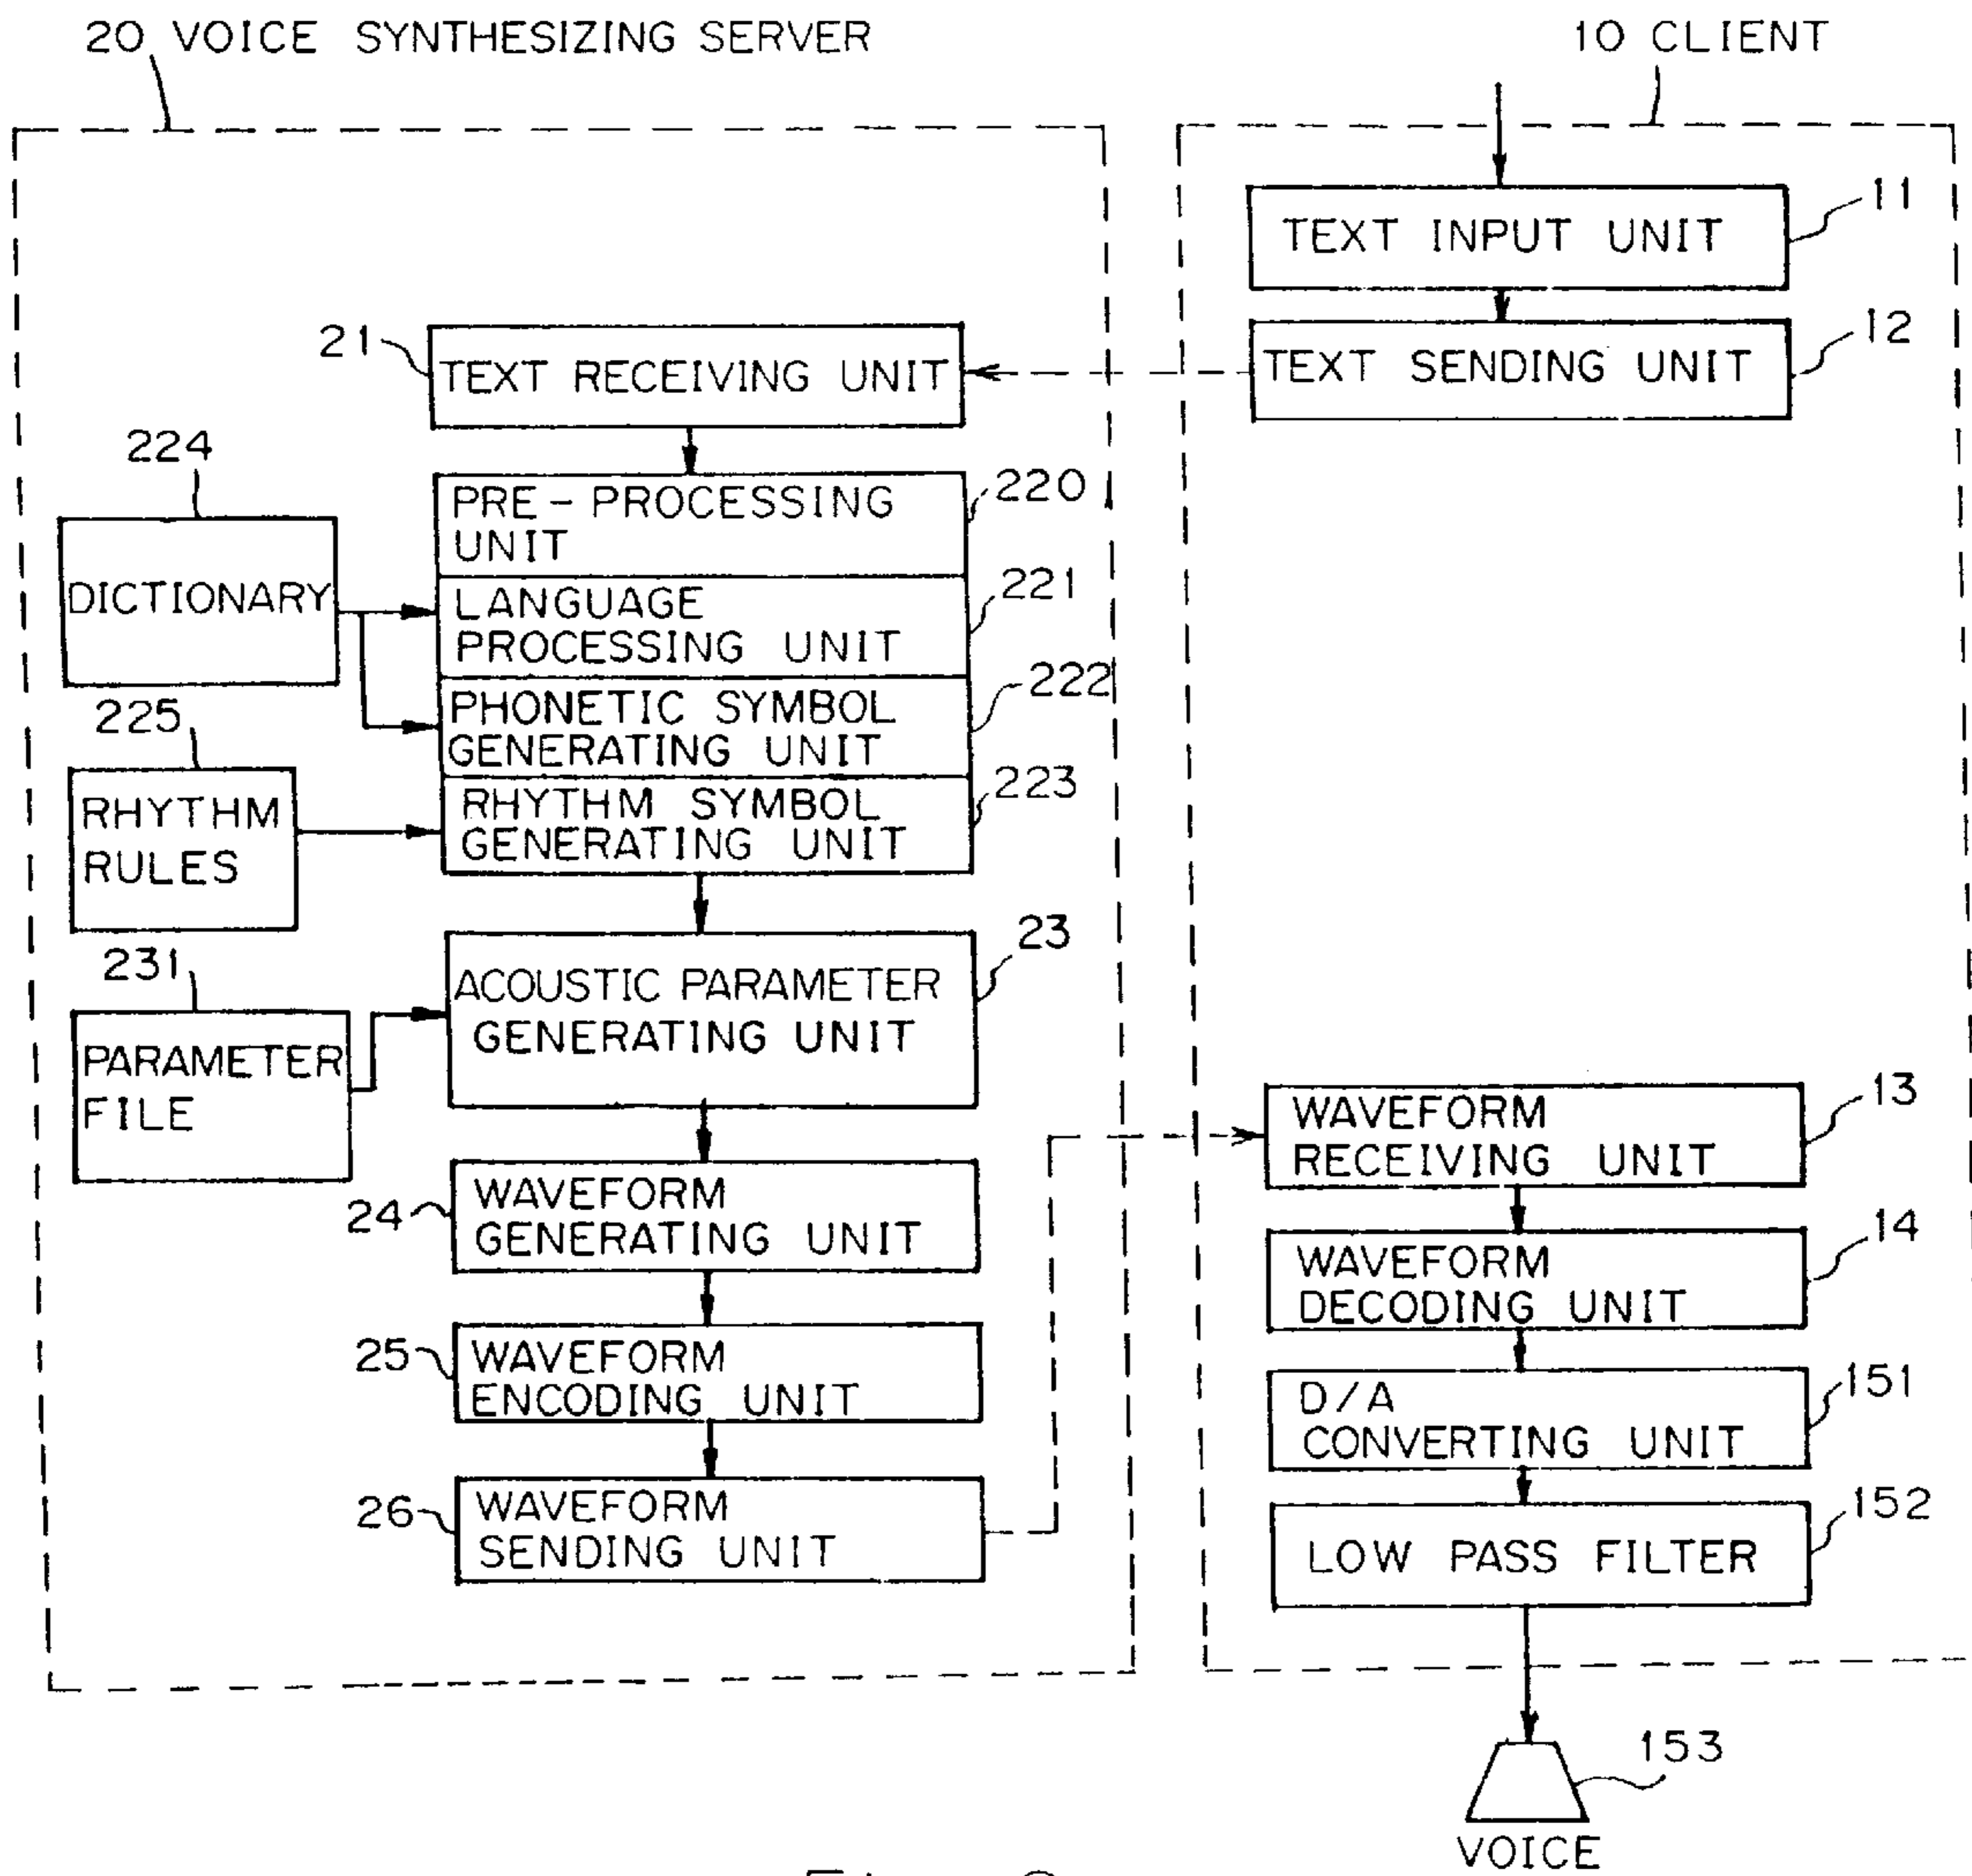 20 VOICE SYNTHESIZING SERVER
10 CLIENT
TEXT INPUT UNIT
11
TEXT SENDING UNIT
12
21
TEXT RECEIVING UNIT
224
DICTIONARY
PRE-PROCESSING
UNIT
220
LANGUAGE
PROCESSING UNIT
221
PHONETIC SYMBOL
GENERATING UNIT
222
225
RHYTHM
RULES
RHYTHM SYMBOL
GENERATING UNIT
223
231
PARAMETER
FILE
ACOUSTIC PARAMETER
GENERATING UNIT
23
24
WAVEFORM
GENERATING UNIT
25
WAVEFORM
ENCODING UNIT
26
WAVEFORM
SENDING UNIT
WAVEFORM
RECEIVING UNIT
13
WAVEFORM
DECODING UNIT
14
D/A
CONVERTING UNIT
151
LOW PASS FILTER
152
153
VOICE